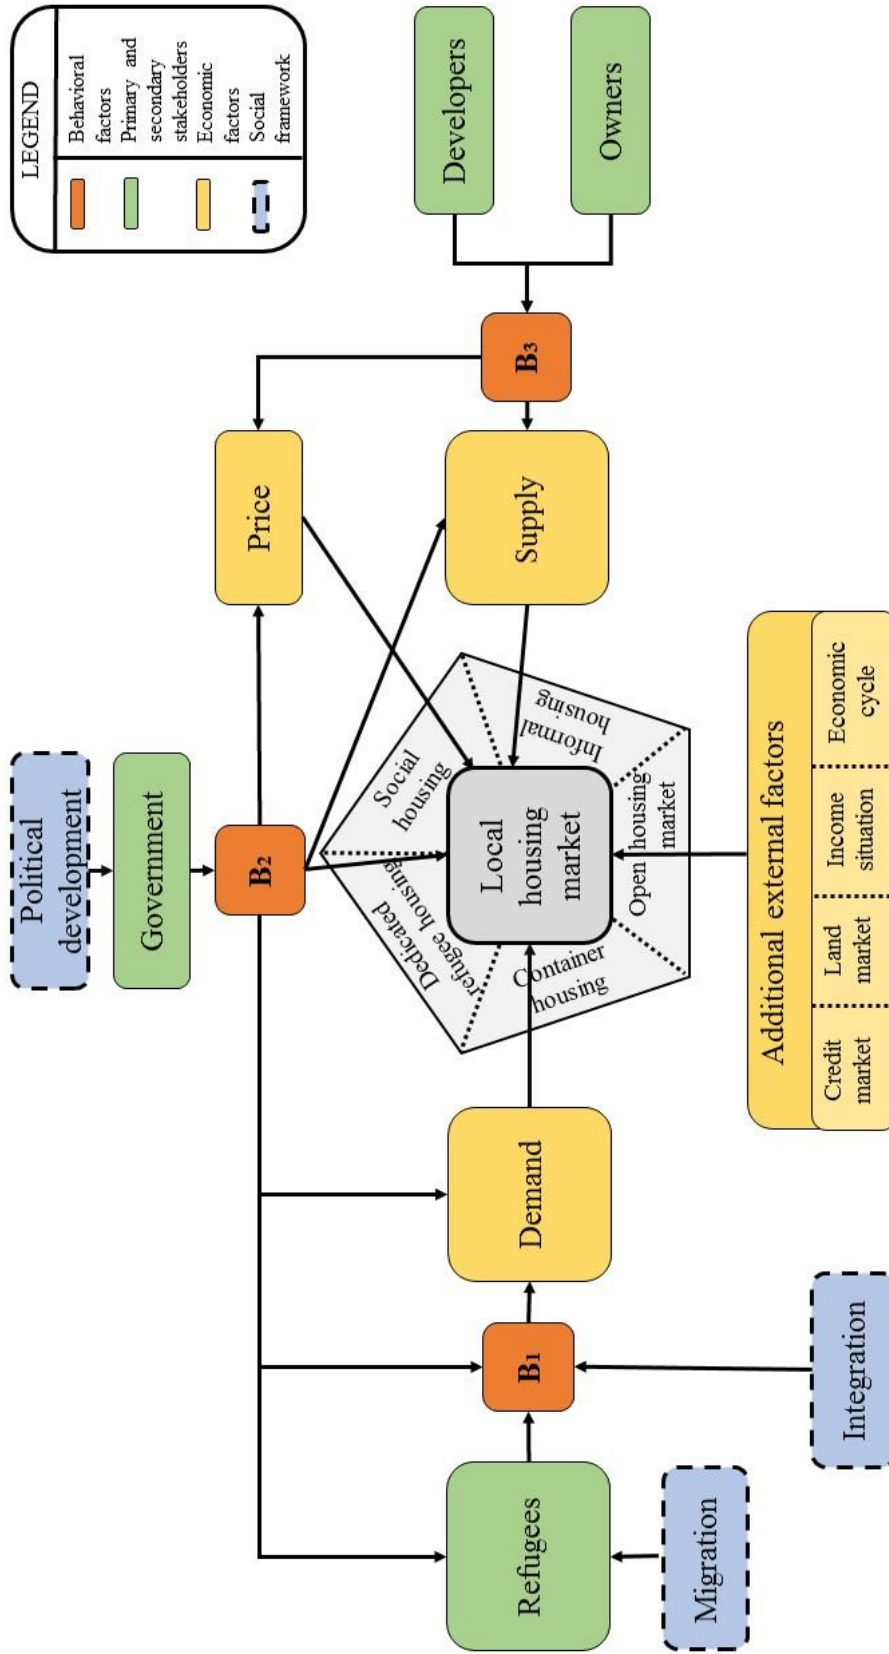 LEGEND
Behavioral
factors
Primary and
secondary
stakeholders
Economic
factors
Social
framework
Political
development
Government
B2
Price
Developers
Owners
B3
Supply
Social
housing
Dedicated
refugee housing
Informal
housing
Local
housing
market
Container
housing
Open housing
market
Demand
B1
Refugees
Migration
Integration
Additional external factors
Credit
market
Land
market
Income
situation
Economic
cycle